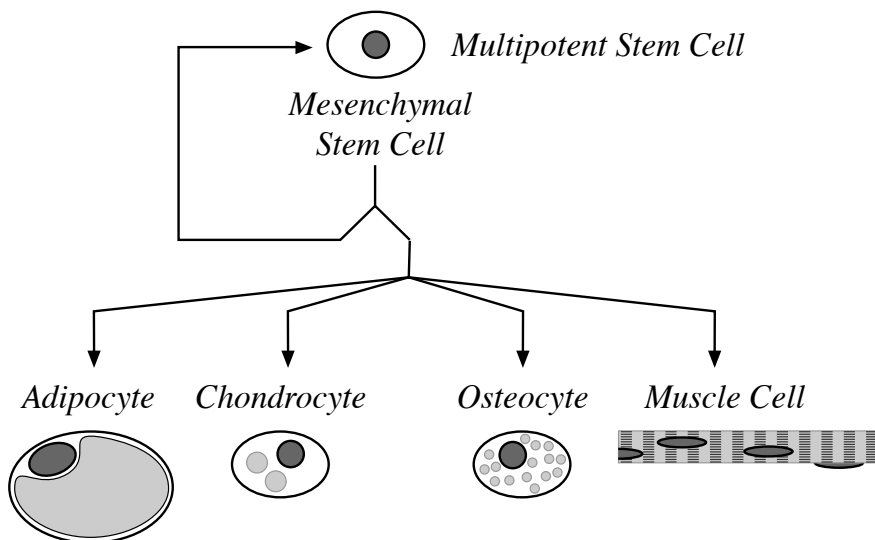 Multipotent Stem Cell
Mesenchymal
Stem Cell
Adipocyte
Chondrocyte
Osteocyte
Muscle Cell